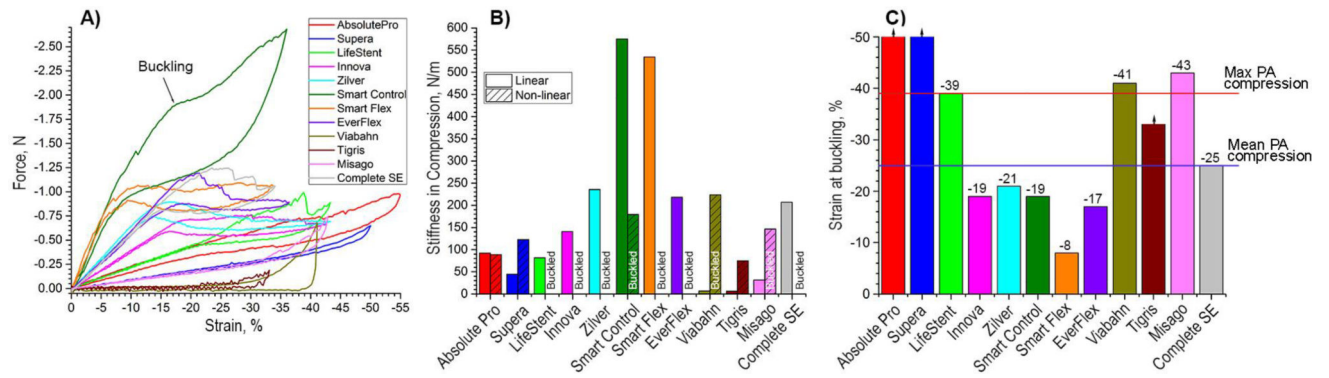 A)
Force, N
-2.50
-2.25
-2.00
-1.75
-1.50
-1.25
-1.00
-0.75
-0.50
-0.25
0.00
0.25
Buckling
AbsolutePro
Supera
LifeStent
Innova
Zilver
Smart Control
Smart Flex
EverFlex
Viabahn
Tigris
Misago
Complete SE
0 -5 -10 -15 -20 -25 -30 -35 -40 -45 -50 -55
Strain, %
B)
Stiffness in Compression, N/m
600
550
500
450
400
350
300
250
200
150
100
50
0
Linear
Non-linear
Buckled
Buckled
Buckled
Buckled
Buckled
Buckled
Buckled
Buckled
Buckled
Absolute Pro
Supera
LifeStent
Innova
Zilver
Smart Control
Smart Flex
EverFlex
Viabahn
Tigris
Misago
Complete SE
C)
Strain at buckling, %
-50
-40
-30
-20
-10
0
-39
-19
-21
-19
-8
-17
-41
-43
-25
Max PA
compression
Mean PA
compression
Absolute Pro
Supera
LifeStent
Innova
Zilver
Smart Control
Smart Flex
EverFlex
Viabahn
Tigris
Misago
Complete SE